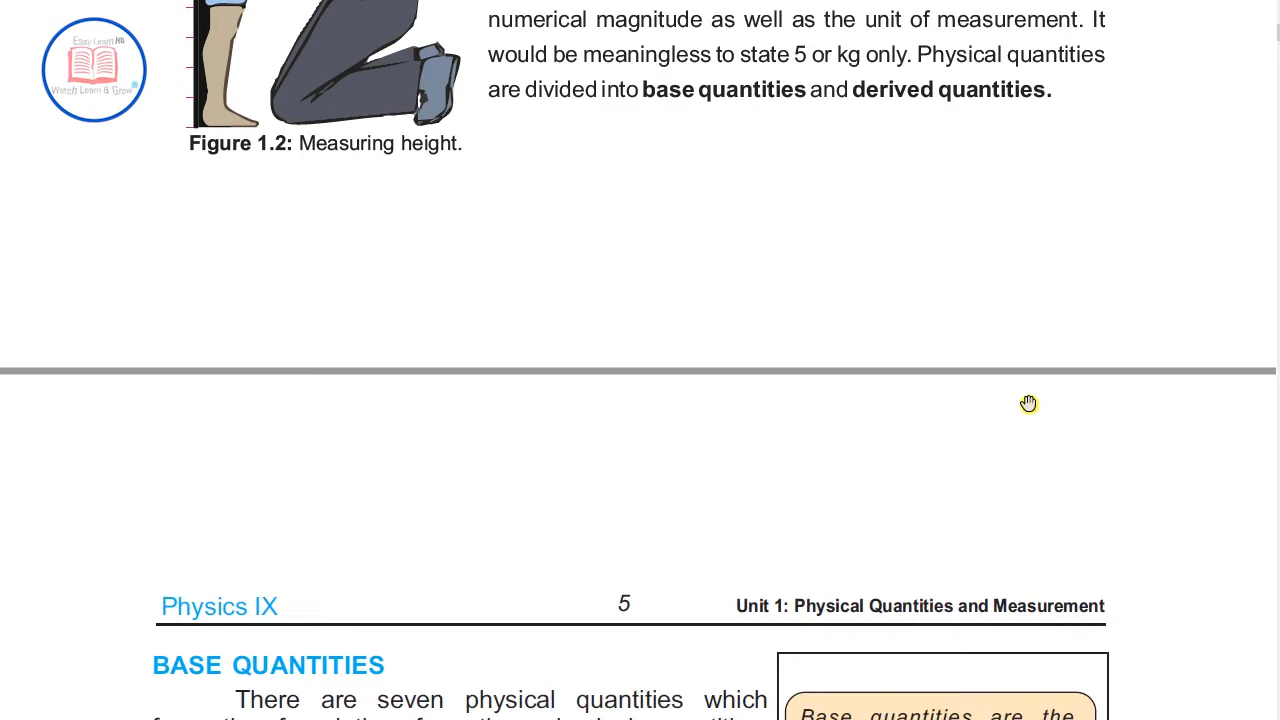 Easy Learn HD
Watch Learn & Grow
numerical magnitude as well as the unit of measurement. It
would be meaningless to state 5 or kg only. Physical quantities
are divided into base quantities and derived quantities.
Figure 1.2: Measuring height.
Physics IX 5 Unit 1: Physical Quantities and Measurement
BASE QUANTITIES
There are seven physical quantities which
Base quantities are the